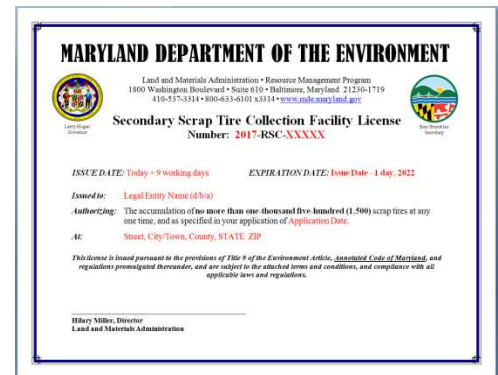 MARYLAND DEPARTMENT OF THE ENVIRONMENT
Land and Materials Administration • Resource Management Program
1800 Washington Boulevard • Suite 610 • Baltimore, Maryland 21230-1719
410-537-3314 • 800-633-6101 x3314 • www.mde.maryland.gov
Larry Hogan
Governor
Ben Grumbles
Secretary
Secondary Scrap Tire Collection Facility License
Number: 2017-RSC-XXXXX
ISSUE DATE: Today + 9 working days EXPIRATION DATE: Issue Date - 1 day, 2022
Issued to: Legal Entity Name (d/b/a)
Authorizing: The accumulation of no more than one-thousand five-hundred (1,500) scrap tires at any
one time, and as specified in your application of Application Date.
At: Street, City/Town, County, STATE ZIP
This license is issued pursuant to the provisions of Title 9 of the Environment Article, Annotated Code of Maryland, and
regulations promulgated thereunder, and are subject to the attached terms and conditions, and compliance with all
applicable laws and regulations.
Hilary Miller, Director
Land and Materials Administration